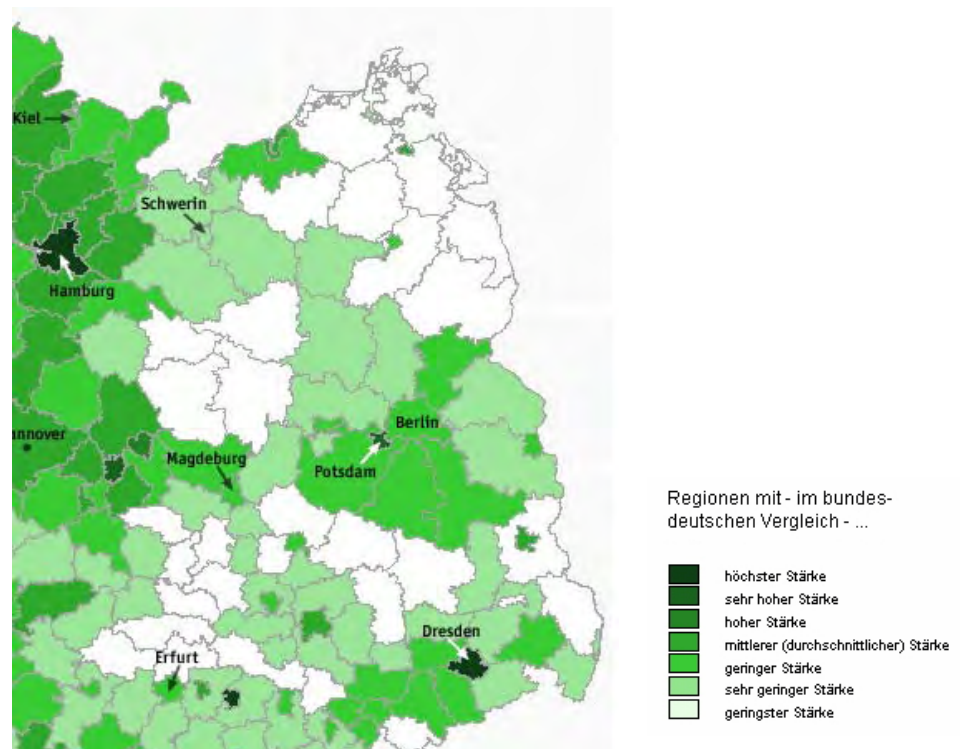 Kiel
Schwerin
Hamburg
Berlin
nnover
Magdeburg
Potsdam
Dresden
Erfurt
Regionen mit - im bundes-
deutschen Vergleich - ...
höchster Stärke
sehr hoher Stärke
hoher Stärke
mittlerer (durchschnittlicher) Stärke
geringer Stärke
sehr geringer Stärke
geringster Stärke